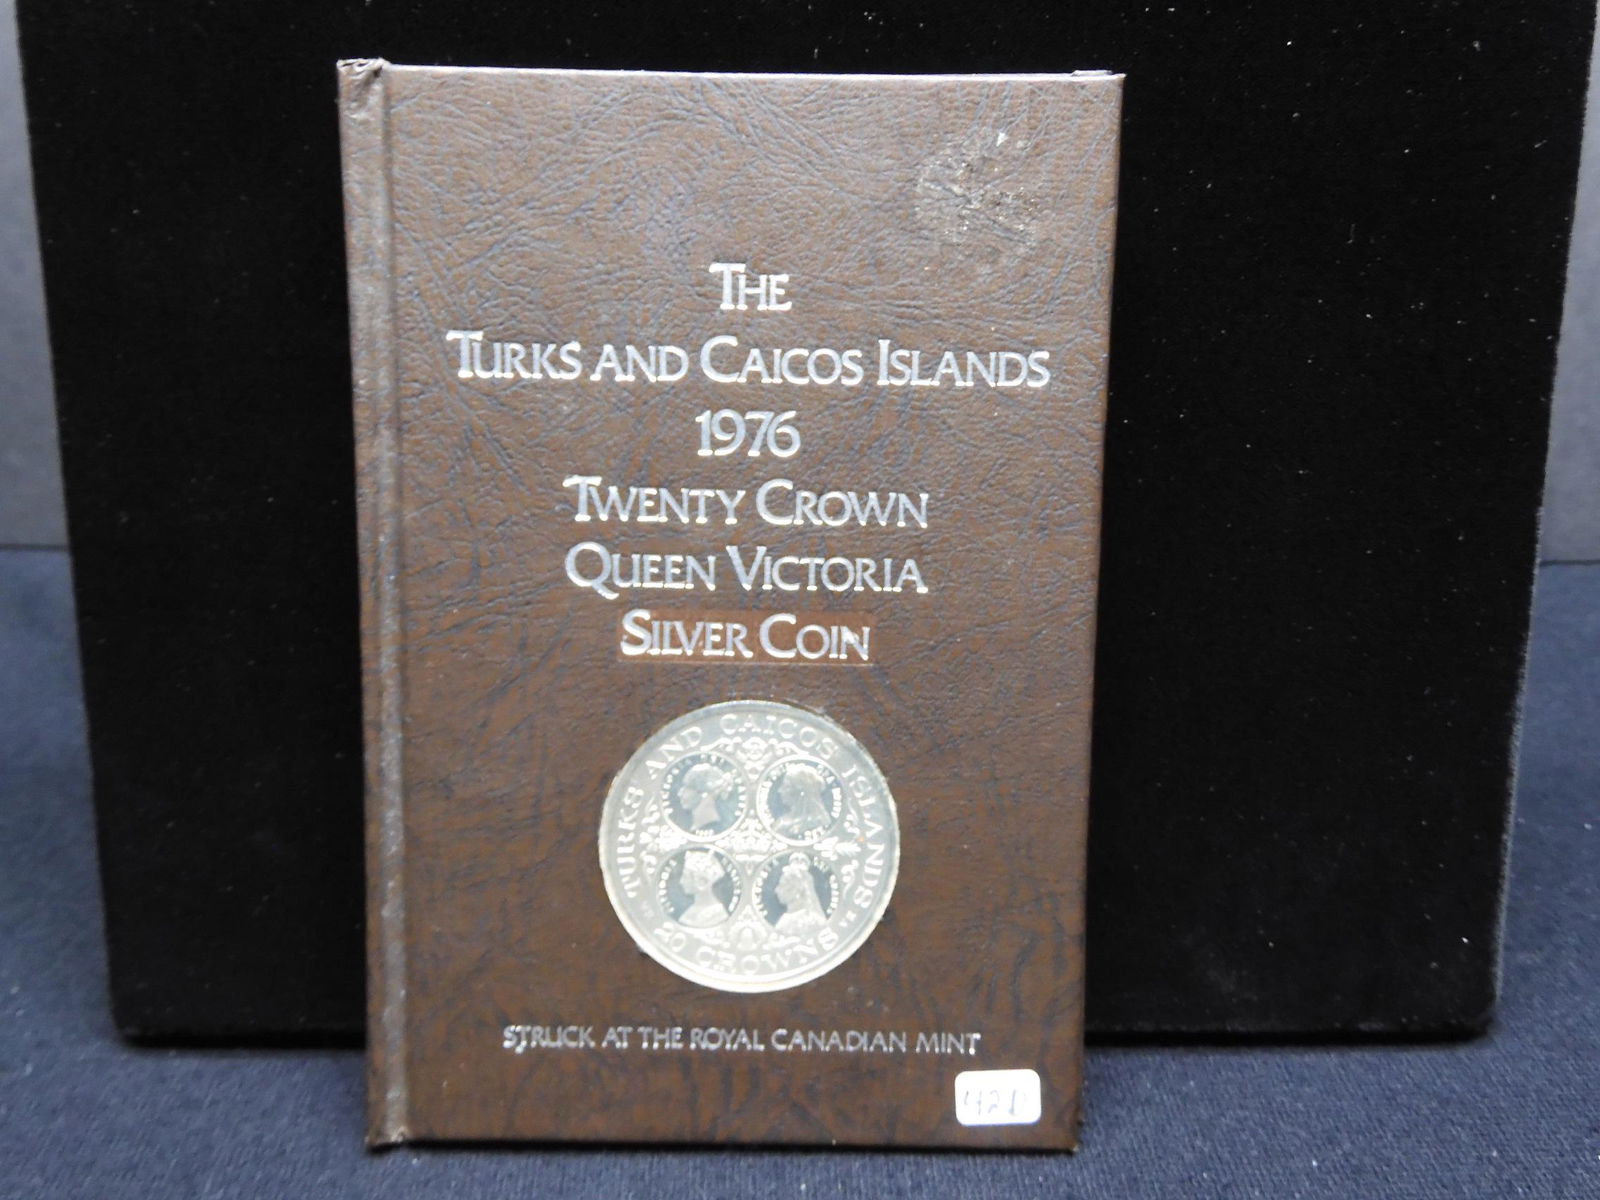 THE
TURKS AND CAICOS ISLANDS
1976
TWENTY CROWN
QUEEN VICTORIA
SILVER COIN
TURKS AND CAICOS ISLANDS
20 CROWNS
STRUCK AT THE ROYAL CANADIAN MINT
42D